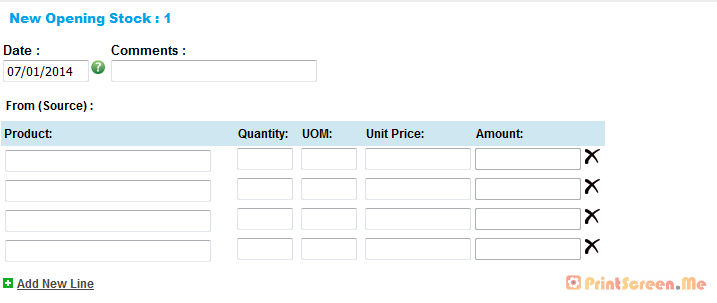 New Opening Stock : 1
Date : Comments :
07/01/2014 ?
From (Source) :
Product: Quantity: UOM: Unit Price: Amount:
Add New Line
PrintScreen.Me